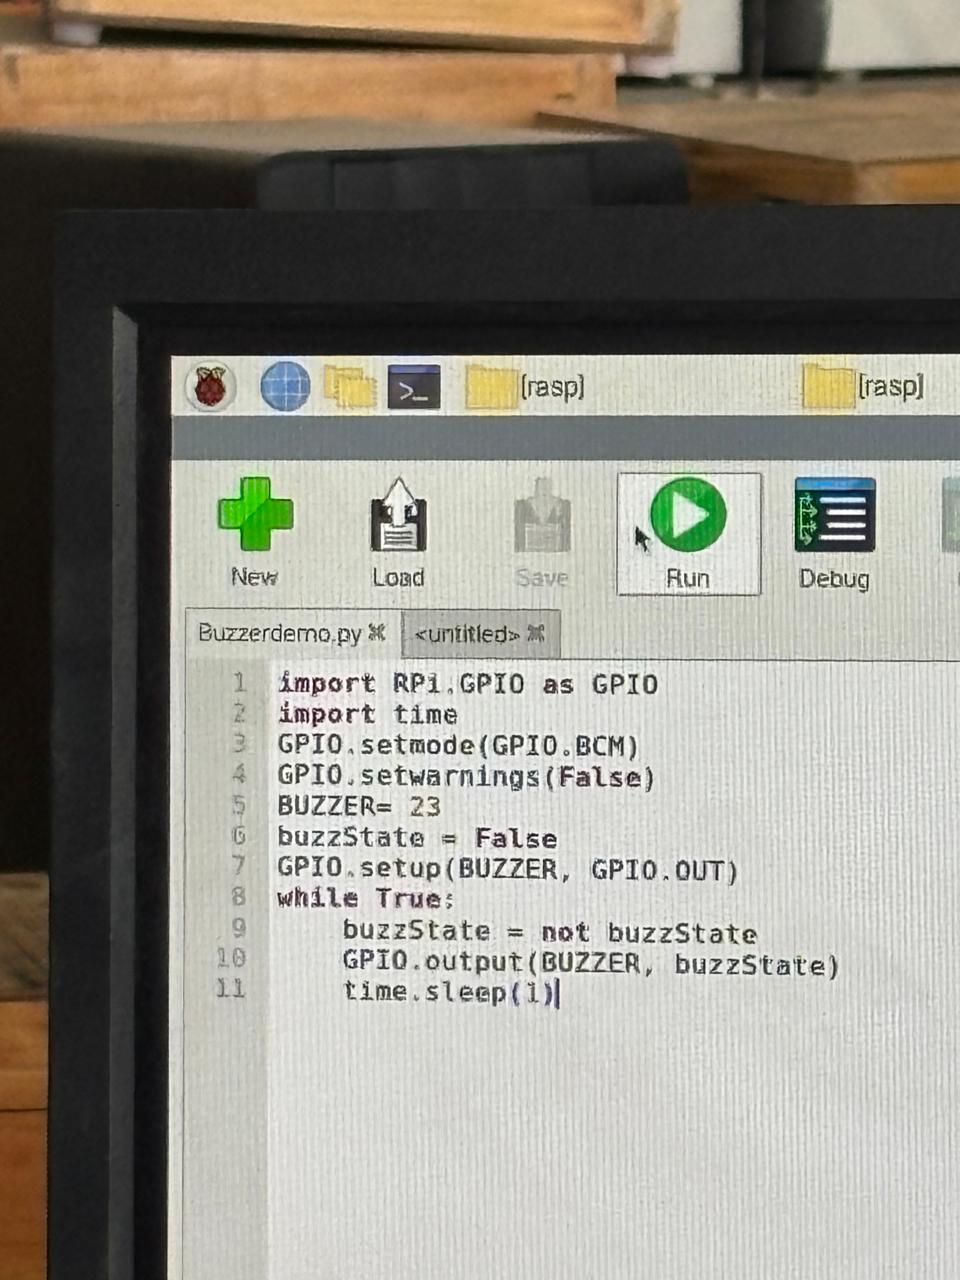 [rasp] [rasp]
New Load Save Run Debug
Buzzerdemo.py <untitled>
1 import RPi.GPIO as GPIO
2 import time
3 GPIO.setmode(GPIO.BCM)
4 GPIO.setwarnings(False)
5 BUZZER= 23
6 buzzState = False
7 GPIO.setup(BUZZER, GPIO.OUT)
8 while True:
9 buzzState = not buzzState
10 GPIO.output(BUZZER, buzzState)
11 time.sleep(1)